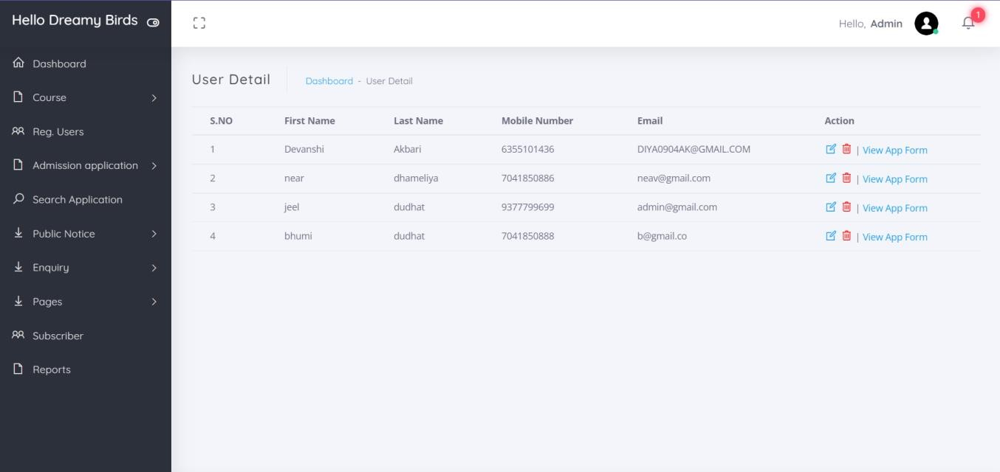 Hello Dreamy Birds
Hello, Admin
1
Dashboard
Course
Reg. Users
Admission application
Search Application
Public Notice
Enquiry
Pages
Subscriber
Reports
User Detail Dashboard - User Detail
S.NO First Name Last Name Mobile Number Email Action
1 Devanshi Akbari 6355101436 DIYA0904AK@GMAIL.COM | View App Form
2 near dhameliya 7041850886 neav@gmail.com | View App Form
3 jeel dudhat 9377799699 admin@gmail.com | View App Form
4 bhumi dudhat 7041850888 b@gmail.co | View App Form